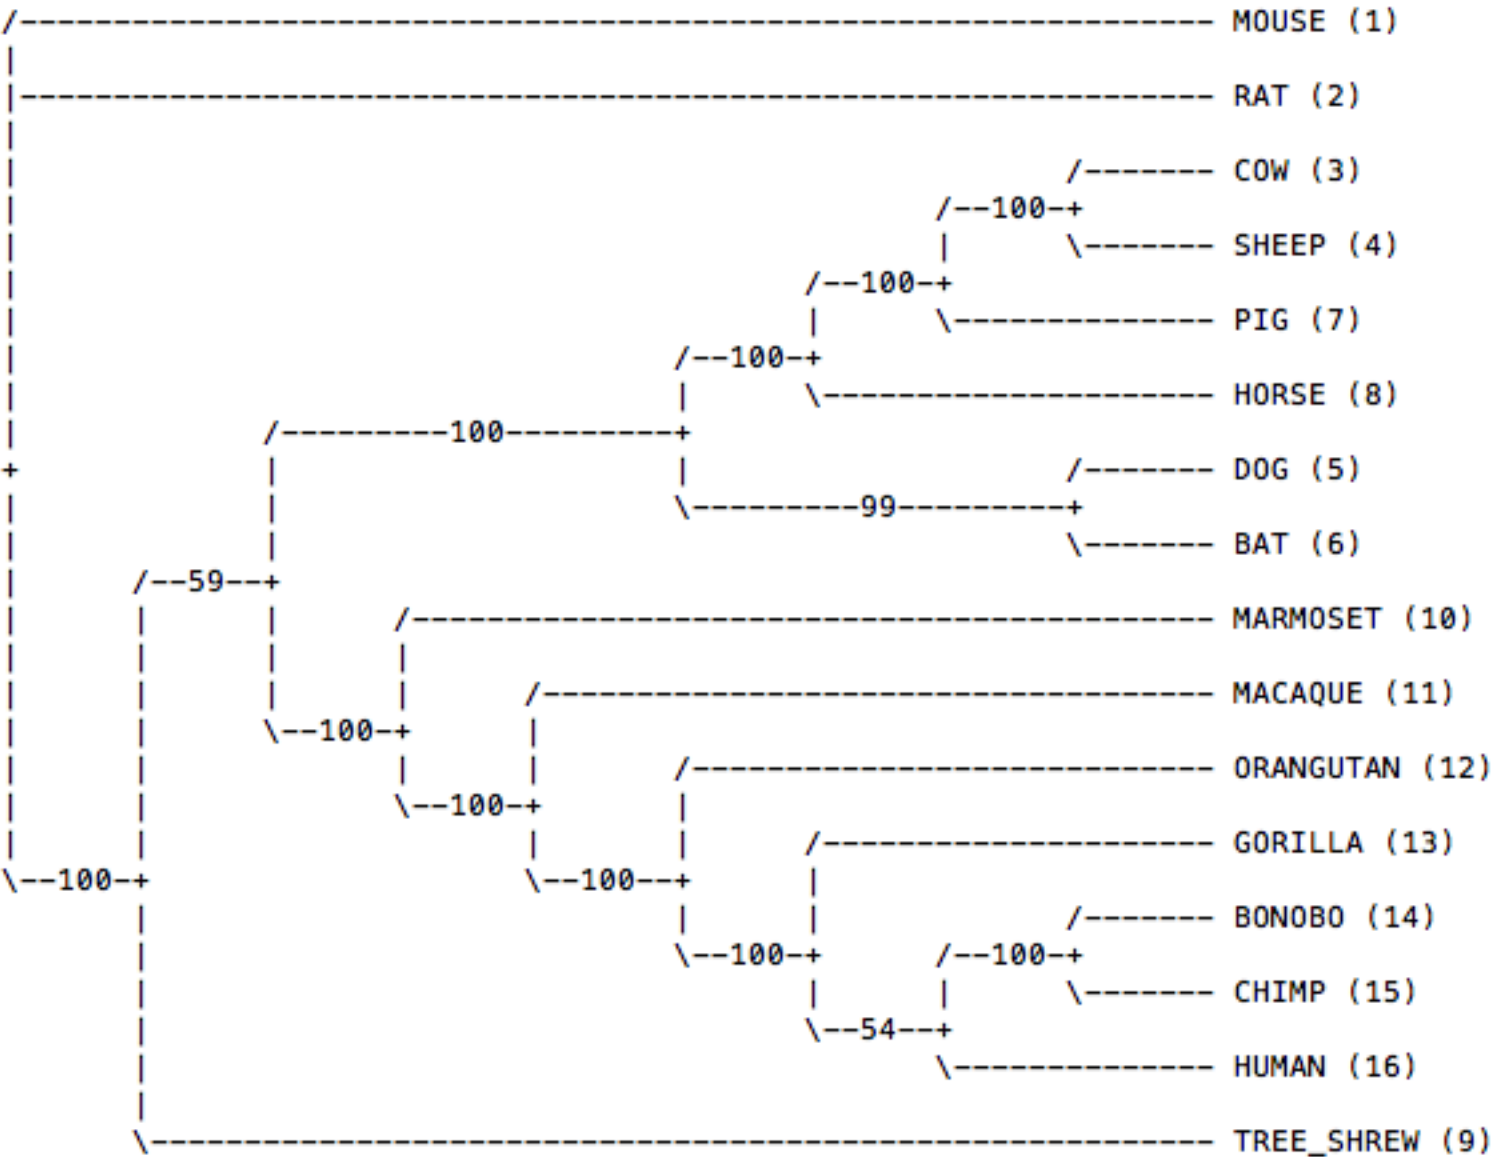 MOUSE (1)
RAT (2)
COW (3)
100
SHEEP (4)
100
PIG (7)
100
HORSE (8)
100
DOG (5)
99
BAT (6)
59
MARMOSET (10)
MACAQUE (11)
100
ORANGUTAN (12)
100
GORILLA (13)
100 100
BONOBO (14)
100 100
CHIMP (15)
54
HUMAN (16)
TREE_SHREW (9)